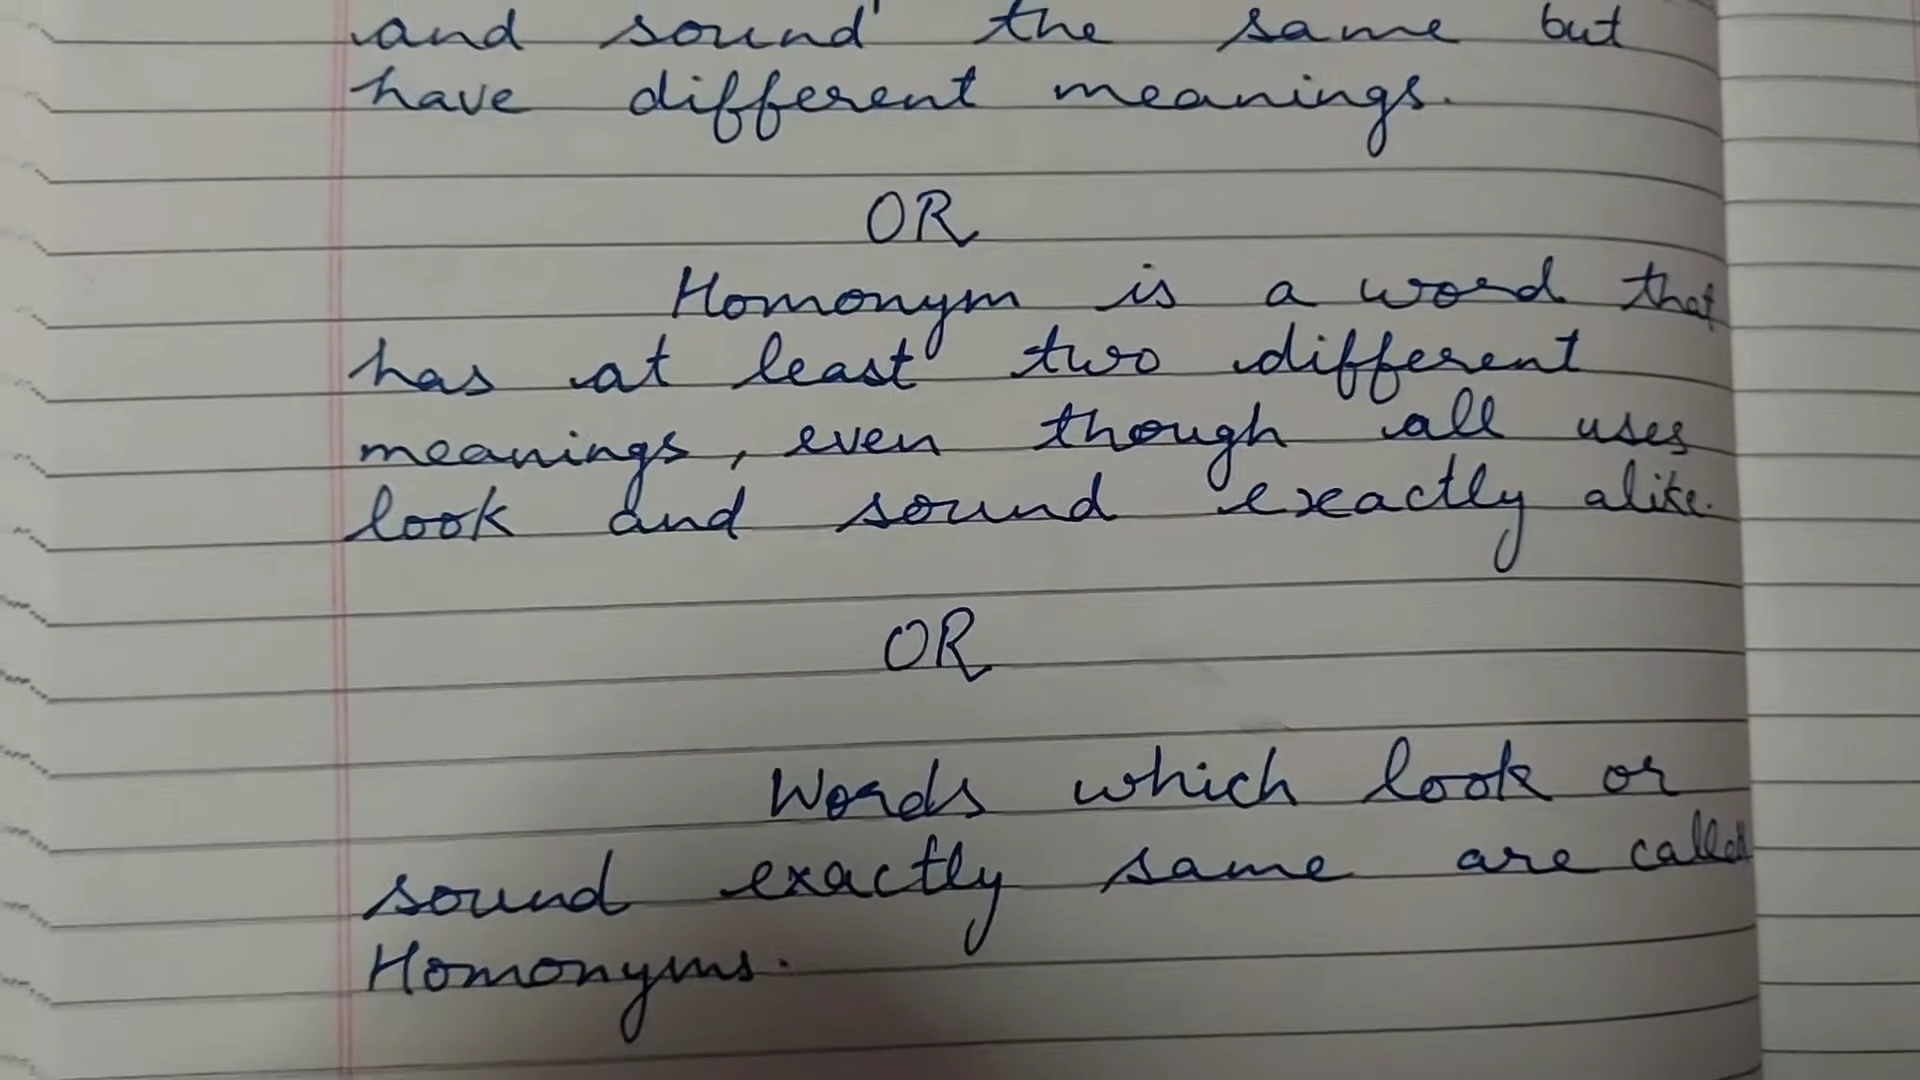 and sound the same but
have different meanings.
OR
Homonym is a word that
has at least two different
meanings, even though all uses
look and sound exactly alike.
OR
Words which look or
sound exactly same are called
Homonyms.